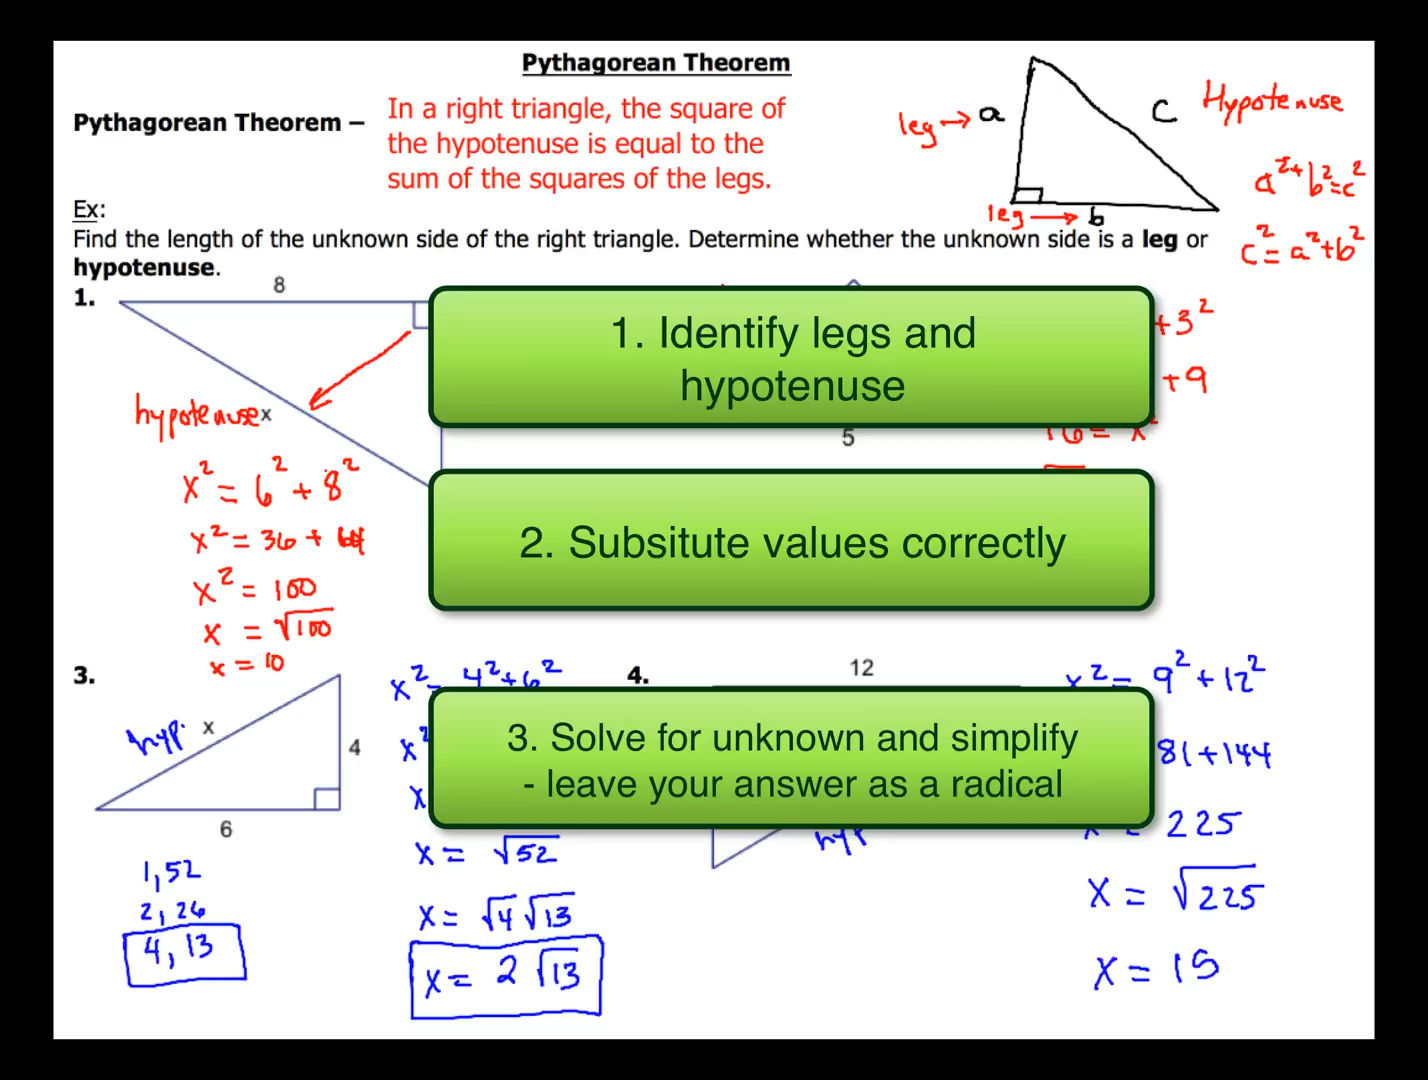 Pythagorean Theorem
Pythagorean Theorem –
In a right triangle, the square of
the hypotenuse is equal to the
sum of the squares of the legs.
leg → a
c
Hypotenuse
leg → b
a²+b²=c²
c²=a²+b²
Ex:
Find the length of the unknown side of the right triangle. Determine whether the unknown side is a leg or
hypotenuse.
1.
8
hypotenuse x
x² = 6² + 8²
x² = 36 + 64
x² = 100
x = √100
x = 10
+3²
+9
16 = x²
5
1. Identify legs and
hypotenuse
2. Subsitute values correctly
3. Solve for unknown and simplify
- leave your answer as a radical
3.
hyp.
x
4
6
1, 52
2, 26
4, 13
x² = 4²+6²
x²
x
x = √52
x = √4 √13
x = 2 √13
4.
12
hyp
x² = 9² + 12²
81+144
225
x = √225
x = 15